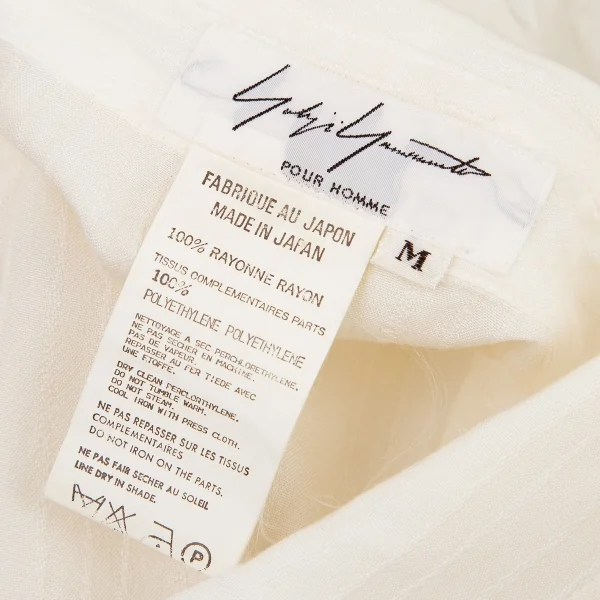 Yohji Yamamoto
POUR HOMME
M
FABRIQUE AU JAPON
MADE IN JAPAN
100% RAYONNE RAYON
TISSUS COMPLEMENTAIRES PARTS
100%
POLYETHYLENE POLYETHYLENE
NETTOYAGE A SEC PERCHLORETHYLENE.
NE PAS SECHER EN MACHINE.
PAS DE VAPEUR.
REPASSER AU FER TIEDE AVEC
UNE ETOFFE.
DRY CLEAN PERCLORTHYLENE.
DO NOT TUMBLE WARM.
DO NOT STEAM.
COOL IRON WITH PRESS CLOTH.
NE PAS REPASSER SUR LES TISSUS
COMPLEMENTAIRES
DO NOT IRON ON THE PARTS.
NE PAS FAIR SECHER AU SOLEIL
LINE DRY IN SHADE.
P